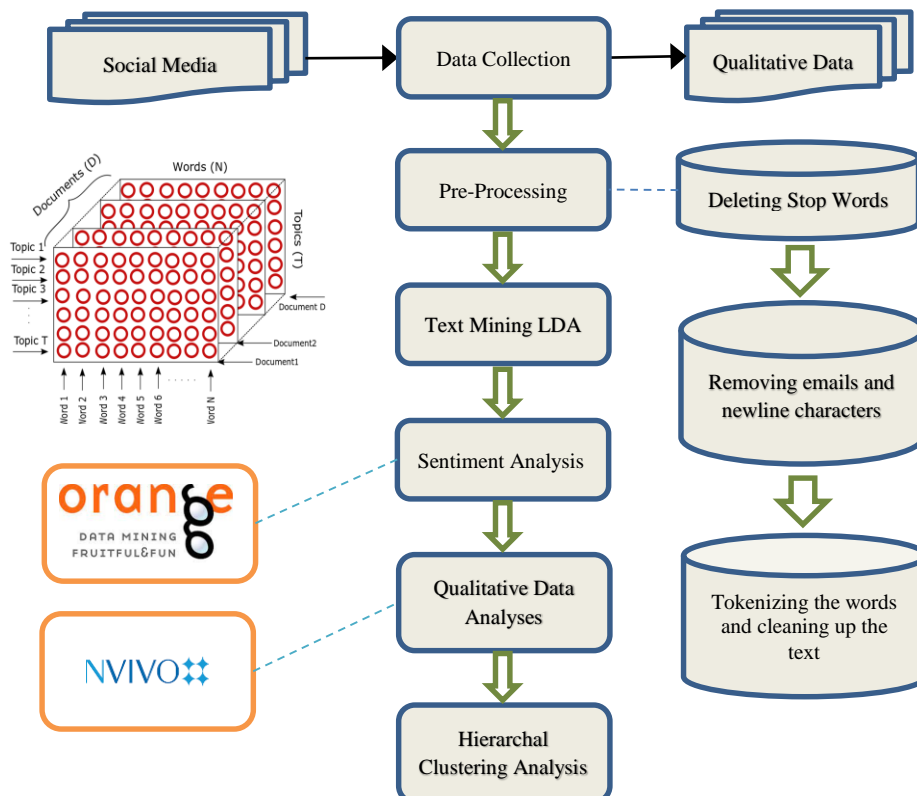 Social Media
Data Collection
Qualitative Data
Words (N)
Documents (D)
Topics (T)
Topic 1
Topic 2
Topic 3
Topic T
Document D
Document2
Document1
Word 1
Word 2
Word 3
Word 4
Word 5
Word 6
Word N
Pre-Processing
Deleting Stop Words
Text Mining LDA
Removing emails and
newline characters
Sentiment Analysis
orange
DATA MINING
FRUITFUL&FUN
Qualitative Data
Analyses
Tokenizing the words
and cleaning up the
text
NVIVO
Hierarchal
Clustering Analysis